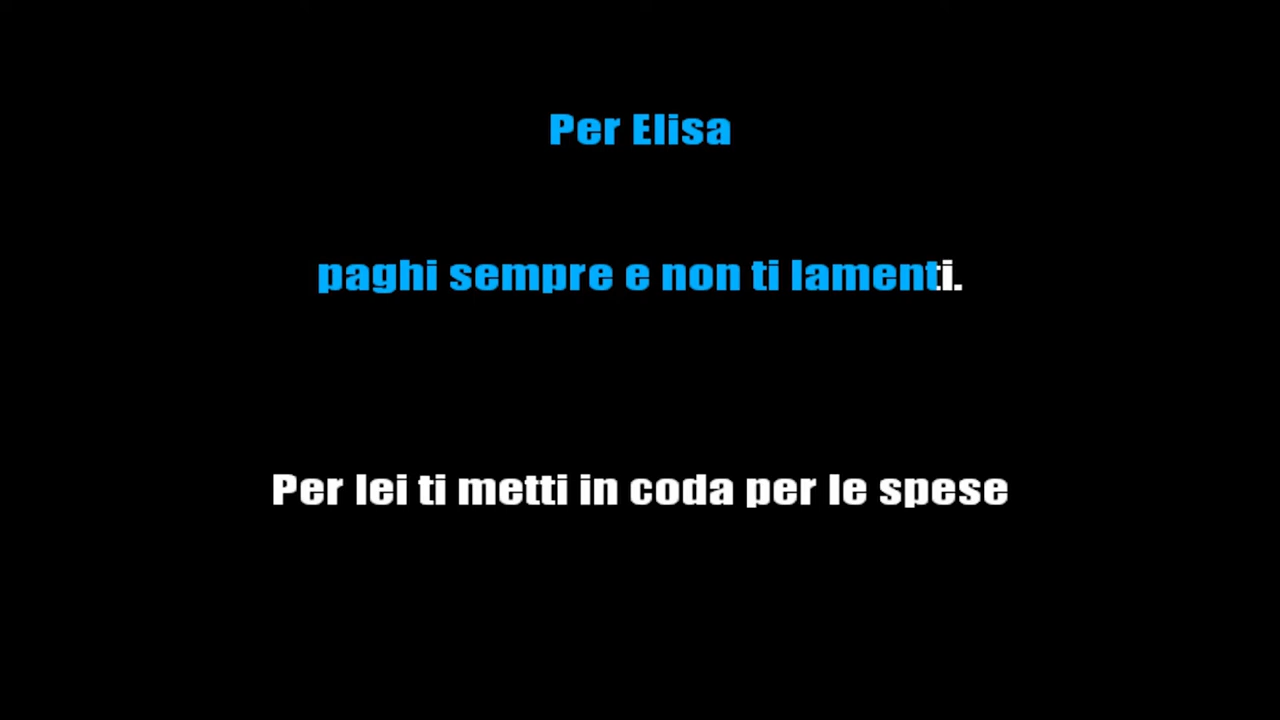 Per Elisa
paghi sempre e non ti lamenti.
Per lei ti metti in coda per le spese